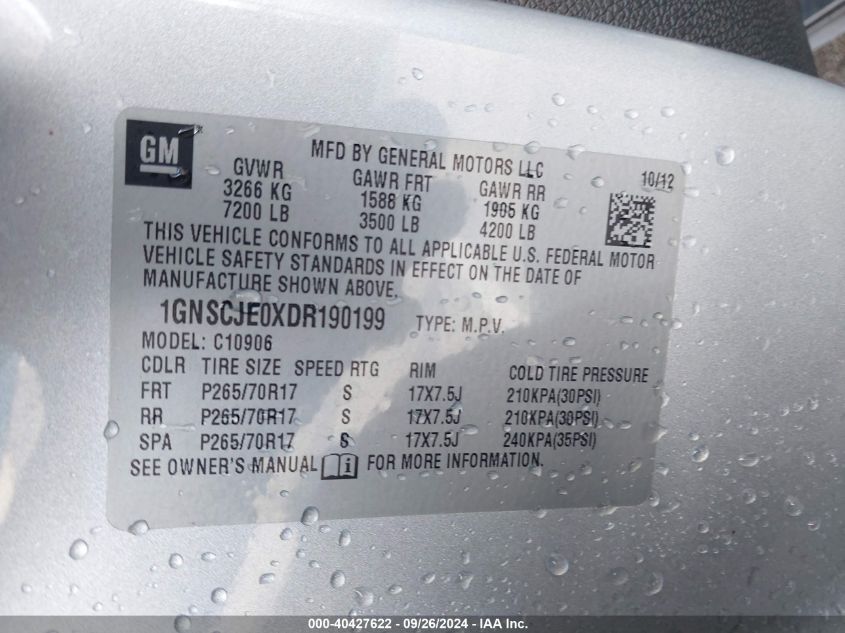 GM
MFD BY GENERAL MOTORS LLC
10/12
GVWR GAWR FRT GAWR RR
3266 KG 1588 KG 1905 KG
7200 LB 3500 LB 4200 LB
THIS VEHICLE CONFORMS TO ALL APPLICABLE U.S. FEDERAL MOTOR
VEHICLE SAFETY STANDARDS IN EFFECT ON THE DATE OF
MANUFACTURE SHOWN ABOVE.
1GNSCJE0XDR190199 TYPE: M.P.V.
MODEL: C10906
CDLR TIRE SIZE SPEED RTG RIM COLD TIRE PRESSURE
FRT P265/70R17 S 17X7.5J 210KPA(30PSI)
RR P265/70R17 S 17X7.5J 210KPA(30PSI)
SPA P265/70R17 S 17X7.5J 240KPA(35PSI)
SEE OWNER'S MANUAL i FOR MORE INFORMATION.
000-40427622 - 09/26/2024 - IAA Inc.